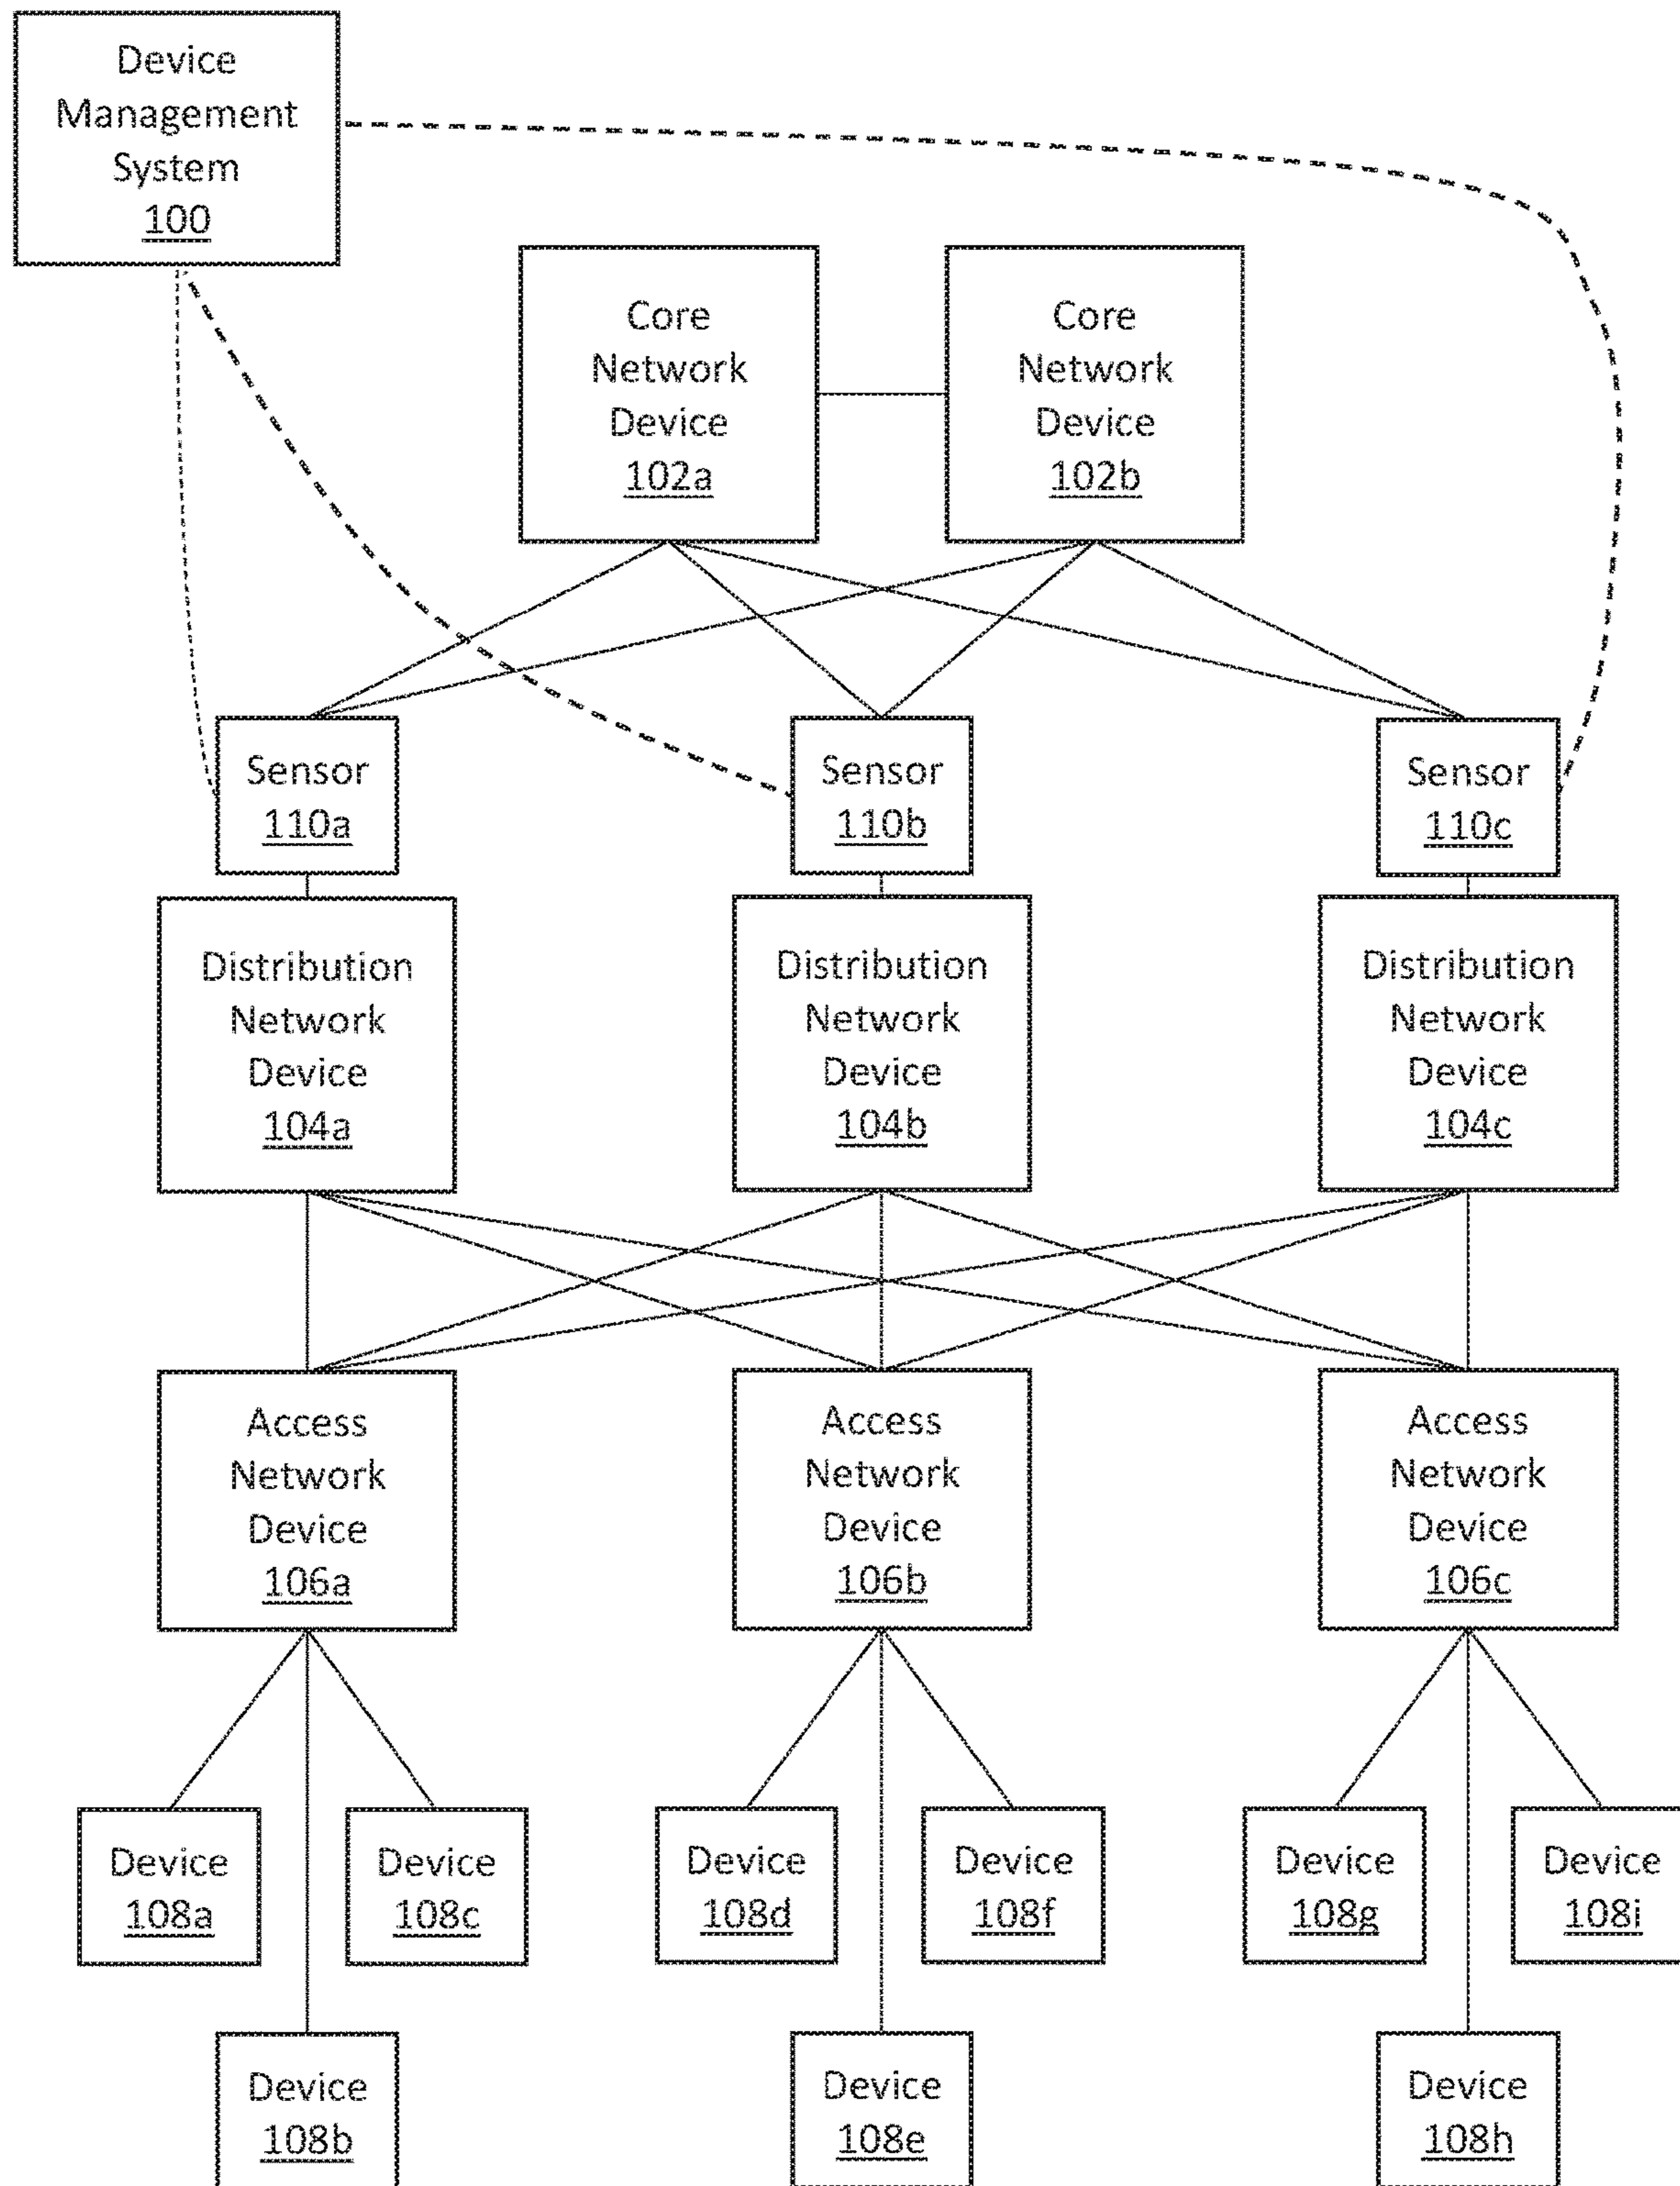 Device
Management
System
100
Core
Network
Device
102a
Core
Network
Device
102b
Sensor
110a
Sensor
110b
Sensor
110c
Distribution
Network
Device
104a
Distribution
Network
Device
104b
Distribution
Network
Device
104c
Access
Network
Device
106a
Access
Network
Device
106b
Access
Network
Device
106c
Device
108a
Device
108c
Device
108d
Device
108f
Device
108g
Device
108i
Device
108b
Device
108e
Device
108h